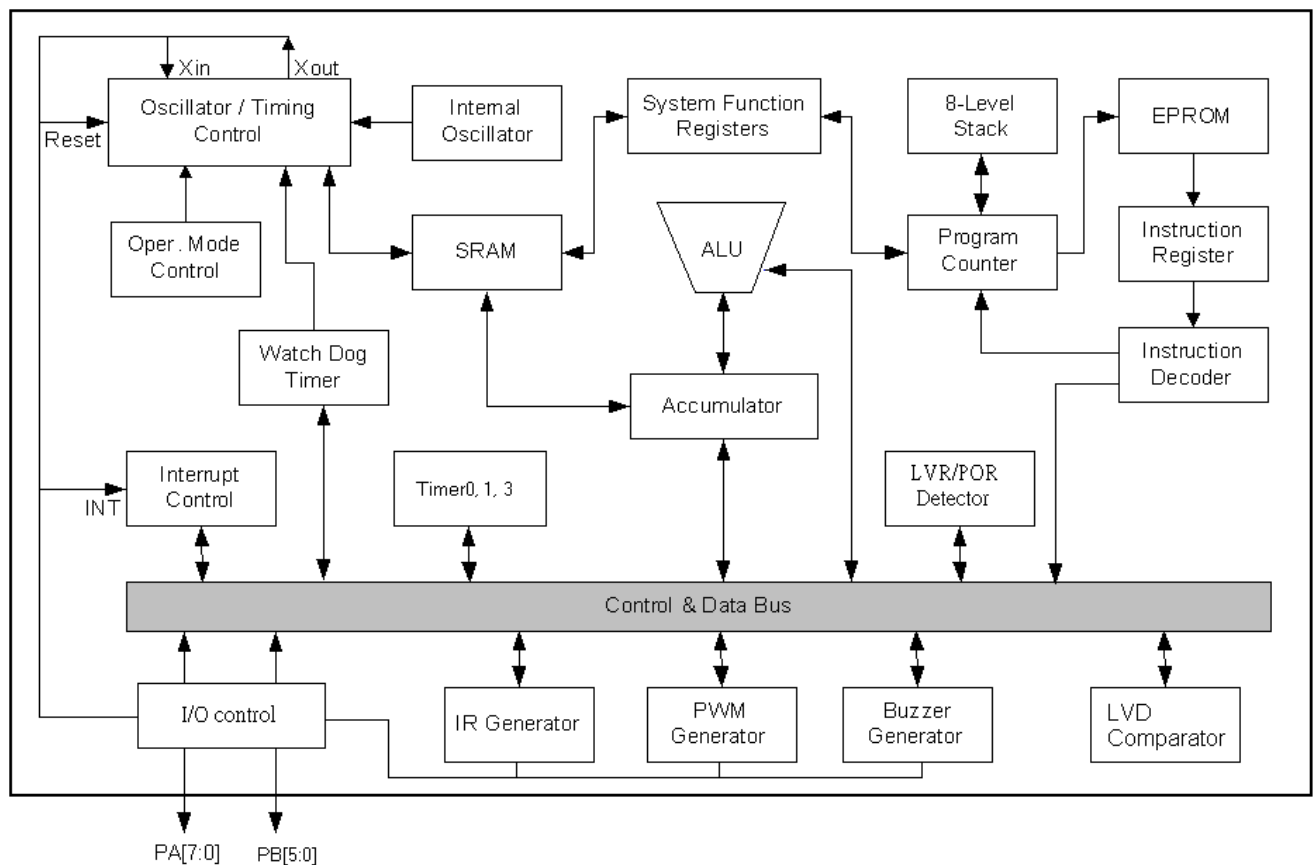 Xin
Xout
Oscillator / Timing
Control
Reset
Internal
Oscillator
System Function
Registers
8-Level
Stack
EPROM
Oper. Mode
Control
SRAM
ALU
Program
Counter
Instruction
Register
Watch Dog
Timer
Accumulator
Instruction
Decoder
Interrupt
Control
INT
Timer0, 1, 3
LVR/POR
Detector
Control & Data Bus
I/O control
IR Generator
PWM
Generator
Buzzer
Generator
LVD
Comparator
PA[7:0]
PB[5:0]